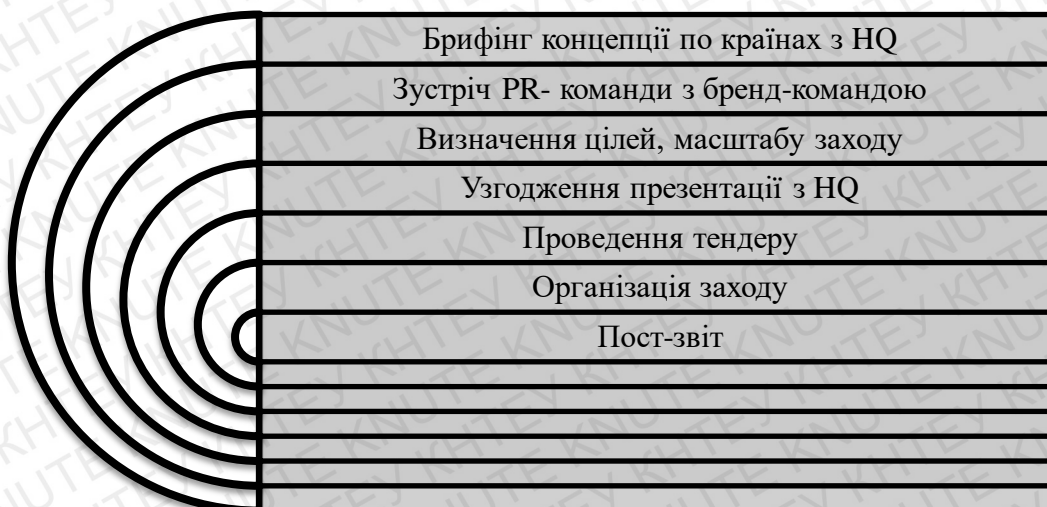 Брифінг концепції по країнах з HQ
Зустріч PR- команди з бренд-командою
Визначення цілей, масштабу заходу
Узгодження презентації з HQ
Проведення тендеру
Організація заходу
Пост-звіт